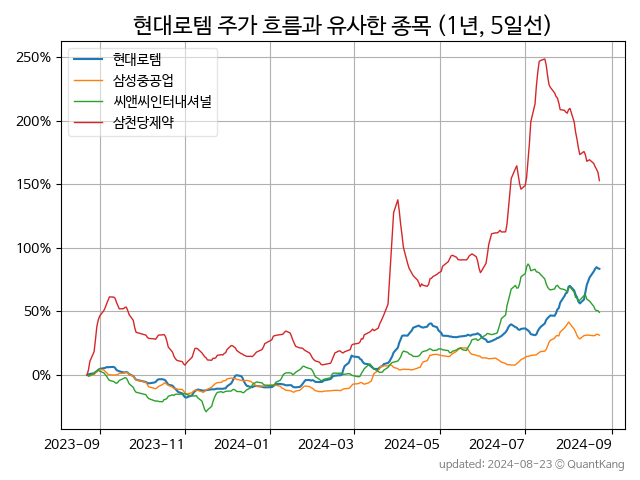 현대로템 주가 흐름과 유사한 종목 (1년, 5일선)
현대로템
삼성중공업
씨앤씨인터내셔널
삼천당제약
250%
200%
150%
100%
50%
0%
2023-09 2023-11 2024-01 2024-03 2024-05 2024-07 2024-09
updated: 2024-08-23 © QuantKang